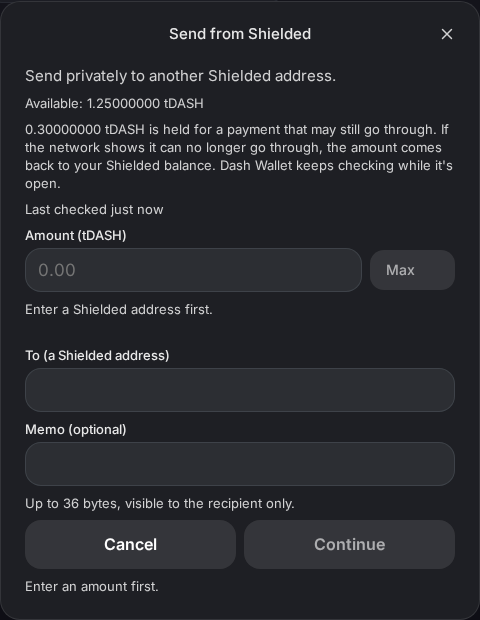 Send from Shielded
Send privately to another Shielded address.
Available: 1.25000000 tDASH
0.30000000 tDASH is held for a payment that may still go through. If
the network shows it can no longer go through, the amount comes
back to your Shielded balance. Dash Wallet keeps checking while it's
open.
Last checked just now
Amount (tDASH)
0.00
Max
Enter a Shielded address first.
To (a Shielded address)
Memo (optional)
Up to 36 bytes, visible to the recipient only.
Cancel
Continue
Enter an amount first.